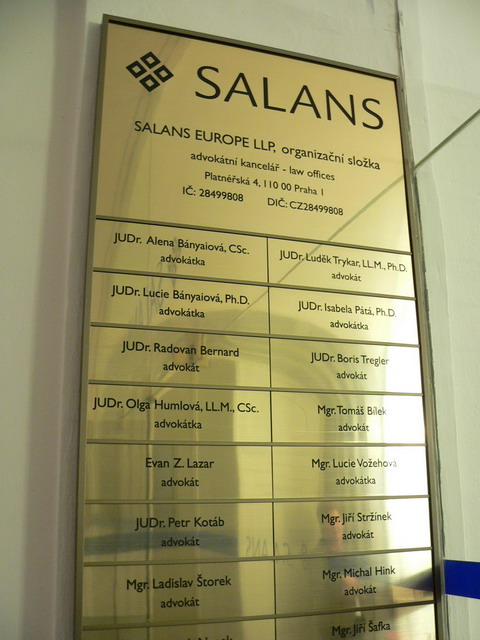 SALANS
SALANS EUROPE LLP, organizační složka
advokátní kancelář - law offices
Platnéřská 4, 110 00 Praha 1
IČ: 28499808 DIČ: CZ28499808
JUDr. Alena Bányaiová, CSc.
advokátka
JUDr. Luděk Trykar, LL.M., Ph.D.
advokát
JUDr. Lucie Bányaiová, Ph.D.
advokátka
JUDr. Isabela Pátá, Ph.D.
advokátka
JUDr. Radovan Bernard
advokát
JUDr. Boris Tregler
advokát
JUDr. Olga Humlová, LL.M., CSc.
advokátka
Mgr. Tomáš Bílek
advokát
Evan Z. Lazar
advokát
Mgr. Lucie Vožehová
advokátka
JUDr. Petr Kotáb
advokát
Mgr. Jiří Stržínek
advokát
Mgr. Ladislav Štorek
advokát
Mgr. Michal Hink
advokát
Mgr. Jiří Šafka